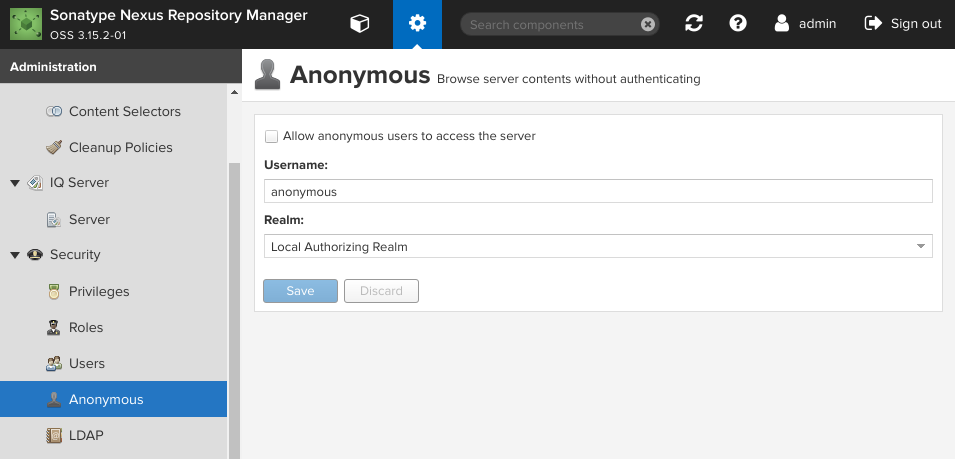 Sonatype Nexus Repository Manager
OSS 3.15.2-01
Search components
admin
Sign out
Administration
Content Selectors
Cleanup Policies
IQ Server
Server
Security
Privileges
Roles
Users
Anonymous
LDAP
Anonymous Browse server contents without authenticating
Allow anonymous users to access the server
Username:
anonymous
Realm:
Local Authorizing Realm
Save
Discard